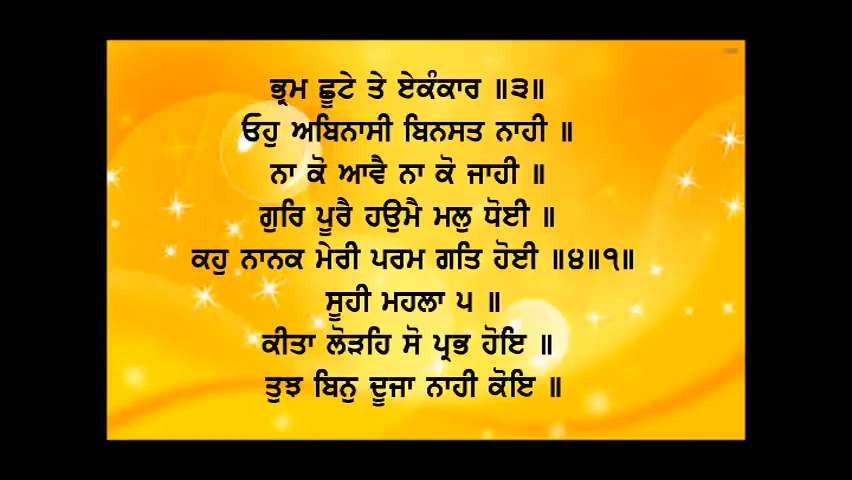 ਭ੍ਰਮ ਛੂਟੇ ਤੇ ਏਕੰਕਾਰ ॥੩॥
ਓਹੁ ਅਬਿਨਾਸੀ ਬਿਨਸਤ ਨਾਹੀ ॥
ਨਾ ਕੋ ਆਵੈ ਨਾ ਕੋ ਜਾਹੀ ॥
ਗੁਰਿ ਪੂਰੈ ਹਉਮੈ ਮਲੁ ਧੋਈ ॥
ਕਹੁ ਨਾਨਕ ਮੇਰੀ ਪਰਮ ਗਤਿ ਹੋਈ ॥੪॥੧॥
ਸੂਹੀ ਮਹਲਾ ੫ ॥
ਕੀਤਾ ਲੋੜਹਿ ਸੋ ਪ੍ਰਭ ਹੋਇ ॥
ਤੁਝ ਬਿਨੁ ਦੂਜਾ ਨਾਹੀ ਕੋਇ ॥